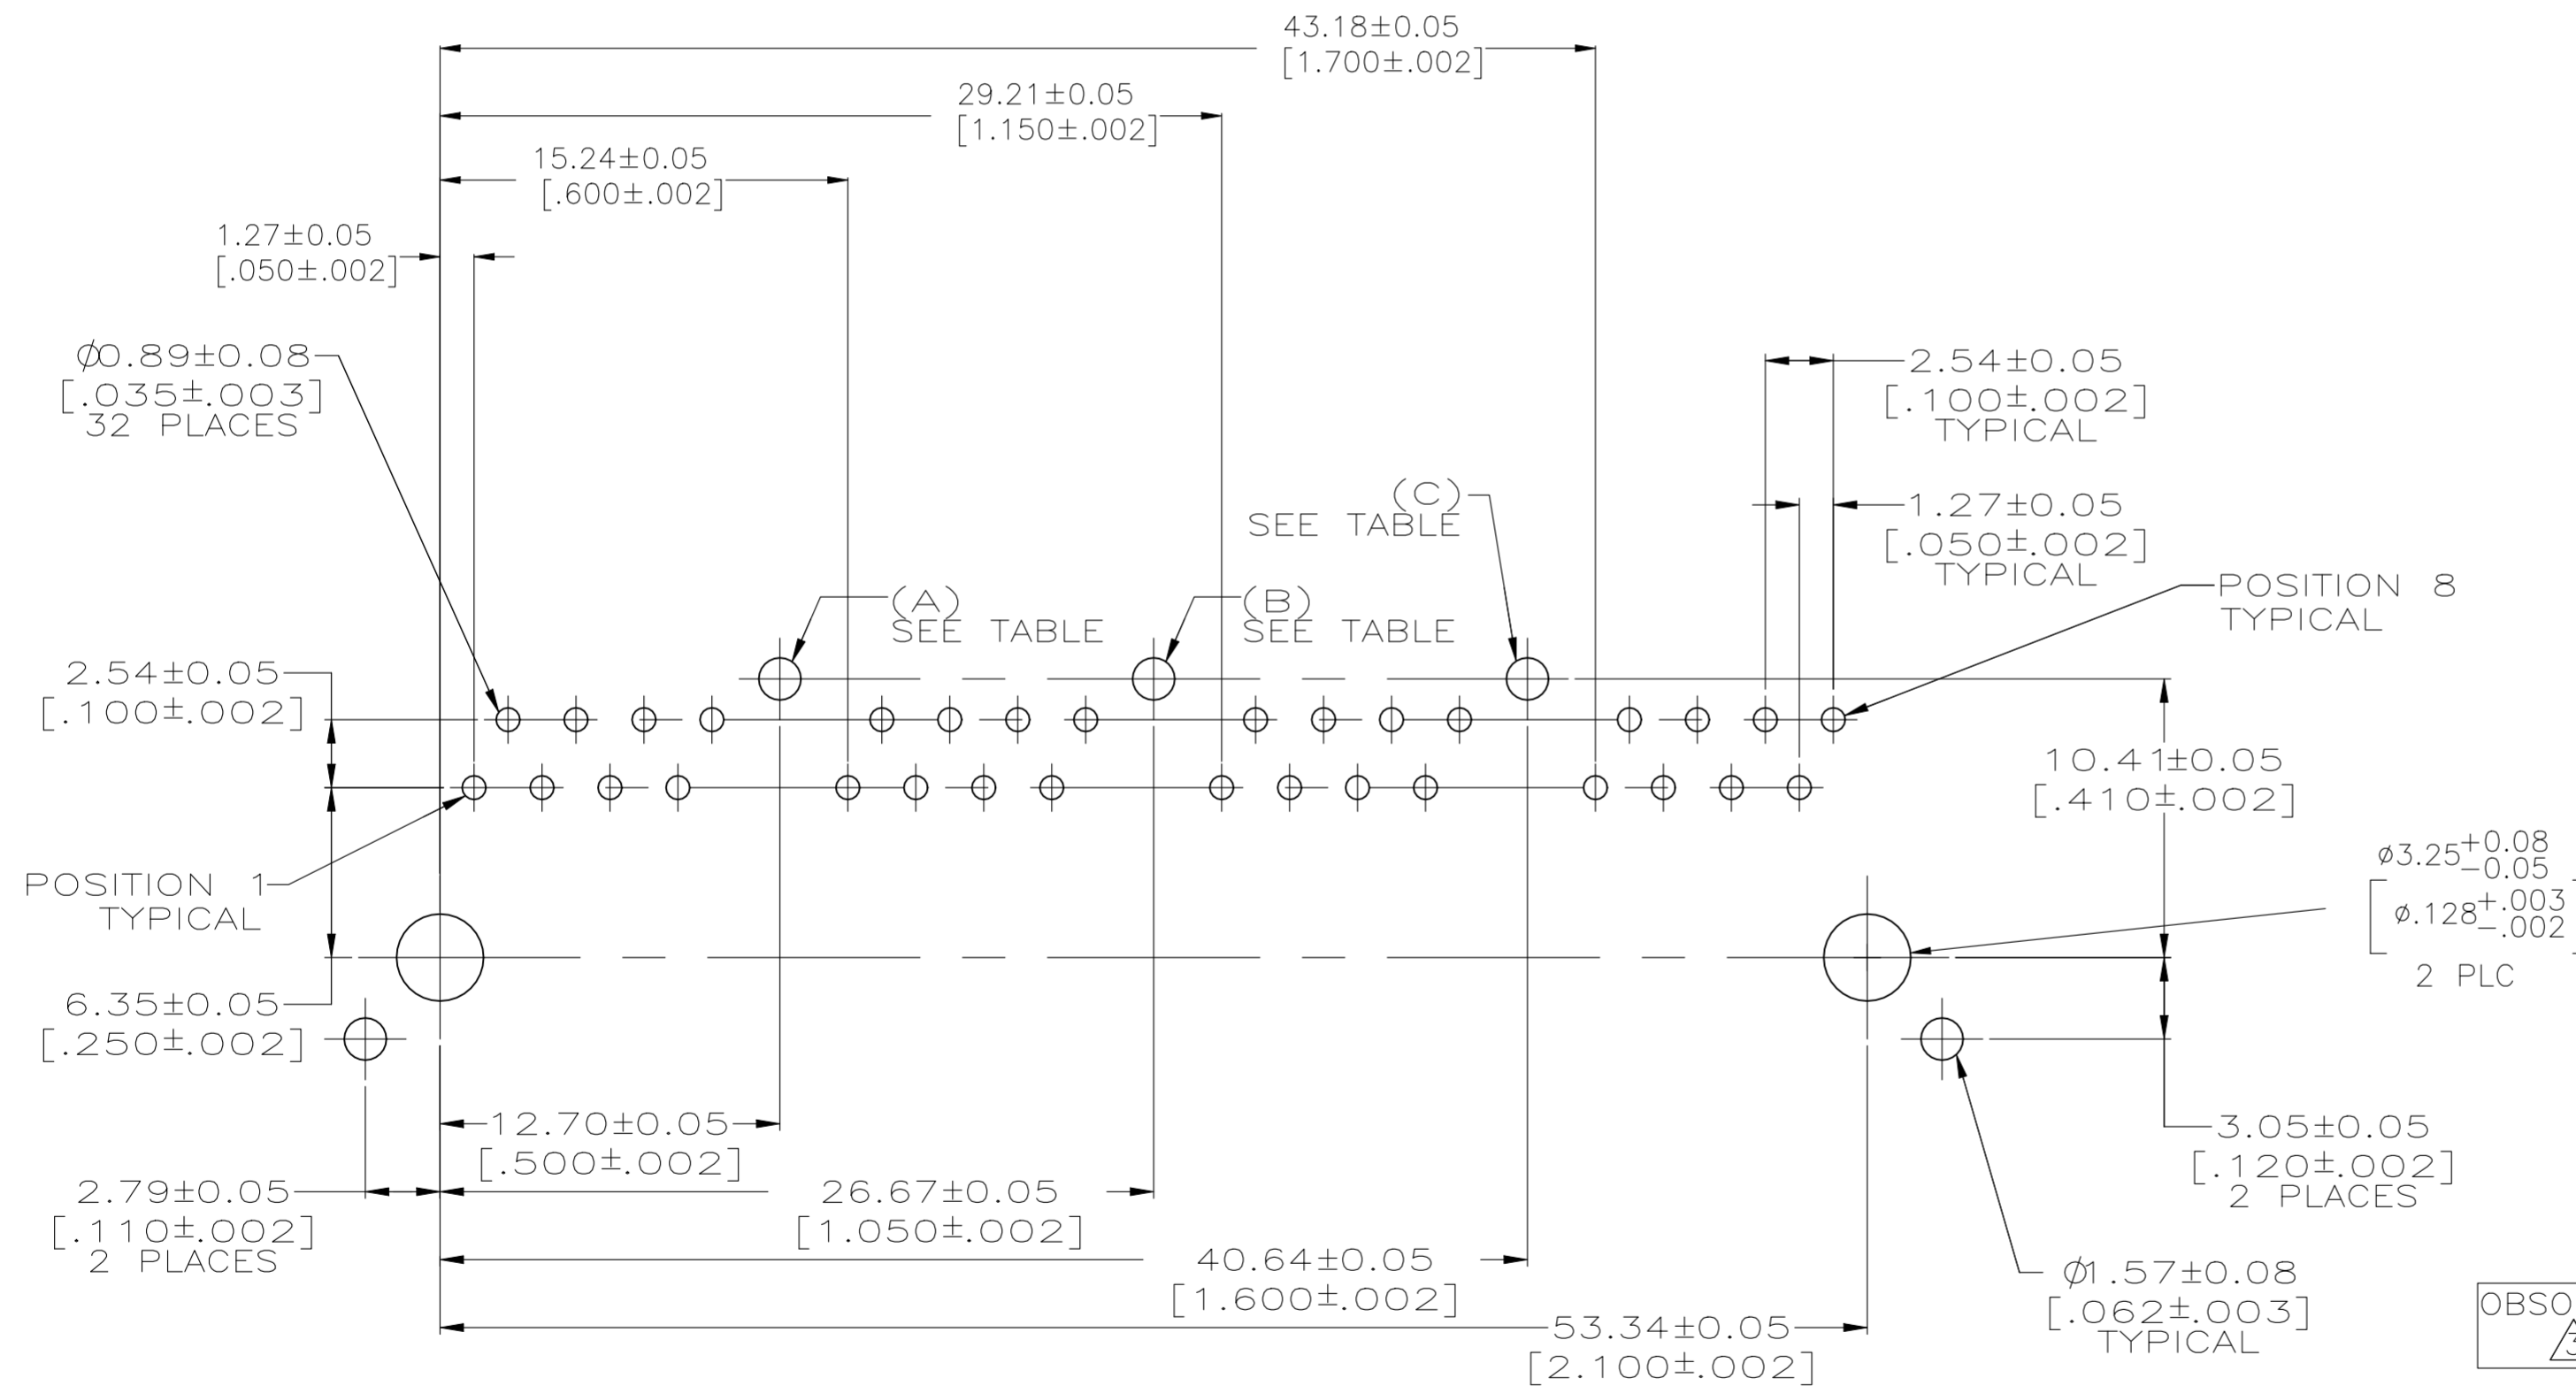 43.18±0.05
[1.700±.002]
29.21±0.05
[1.150±.002]
15.24±0.05
[.600±.002]
1.27±0.05
[.050±.002]
⌀0.89±0.08
[.035±.003]
32 PLACES
2.54±0.05
[.100±.002]
TYPICAL
(C)
SEE TABLE
1.27±0.05
[.050±.002]
TYPICAL
(A)
SEE TABLE
(B)
SEE TABLE
POSITION 8
TYPICAL
2.54±0.05
[.100±.002]
10.41±0.05
[.410±.002]
POSITION 1
TYPICAL
⌀3.25+0.08
-0.05
[⌀.128+.003
-.002
2 PLC
6.35±0.05
[.250±.002]
12.70±0.05
[.500±.002]
3.05±0.05
[.120±.002]
2 PLACES
2.79±0.05
[.110±.002]
2 PLACES
26.67±0.05
[1.050±.002]
40.64±0.05
[1.600±.002]
⌀1.57±0.08
[.062±.003]
TYPICAL
53.34±0.05
[2.100±.002]
OBSO
3